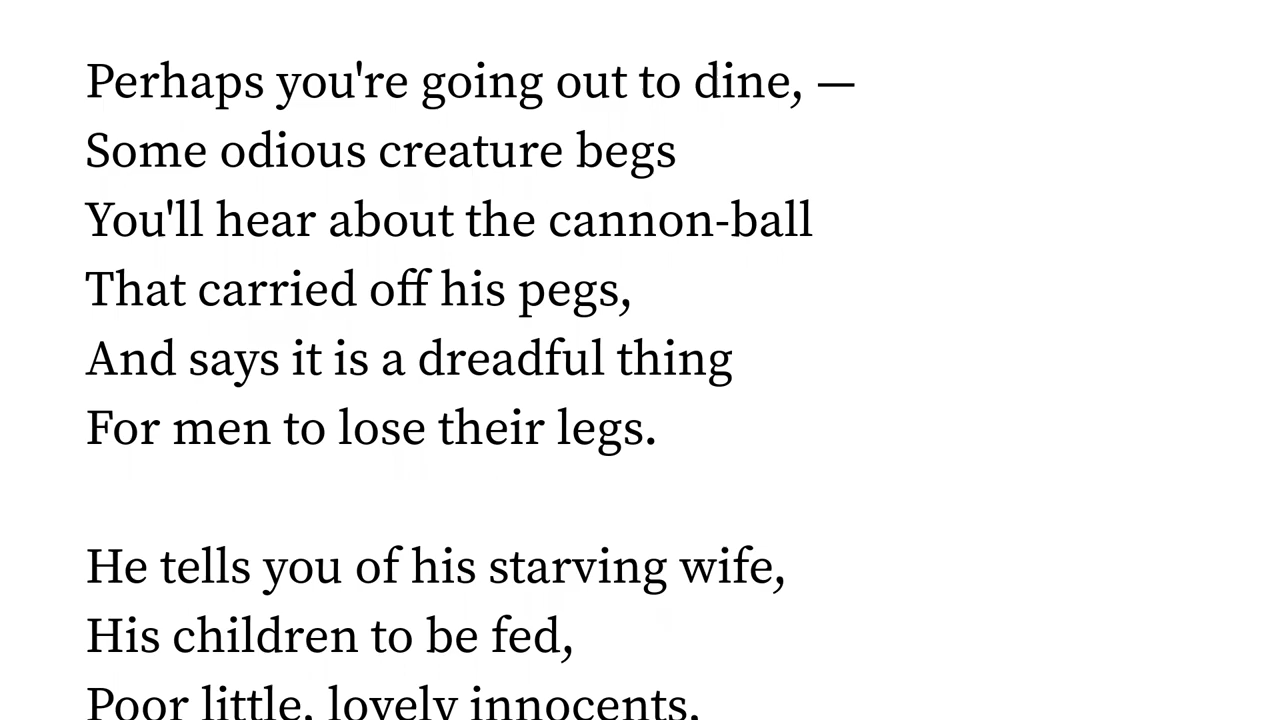 Perhaps you're going out to dine, —
Some odious creature begs
You'll hear about the cannon-ball
That carried off his pegs,
And says it is a dreadful thing
For men to lose their legs.

He tells you of his starving wife,
His children to be fed,
Poor little, lovely innocents,